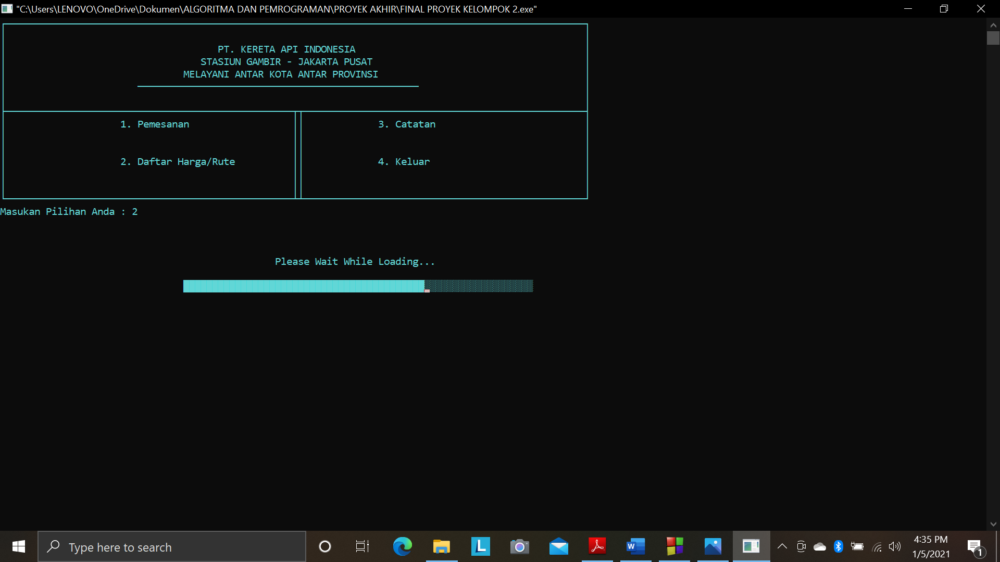 "C:\Users\LENOVO\OneDrive\Dokumen\ALGORITMA DAN PEMROGRAMAN\PROYEK AKHIR\FINAL PROYEK KELOMPOK 2.exe"
PT. KERETA API INDONESIA
STASIUN GAMBIR - JAKARTA PUSAT
MELAYANI ANTAR KOTA ANTAR PROVINSI
1. Pemesanan
3. Catatan
2. Daftar Harga/Rute
4. Keluar
Masukan Pilihan Anda : 2
Please Wait While Loading...
Type here to search
L
W
4:35 PM
1/5/2021
1